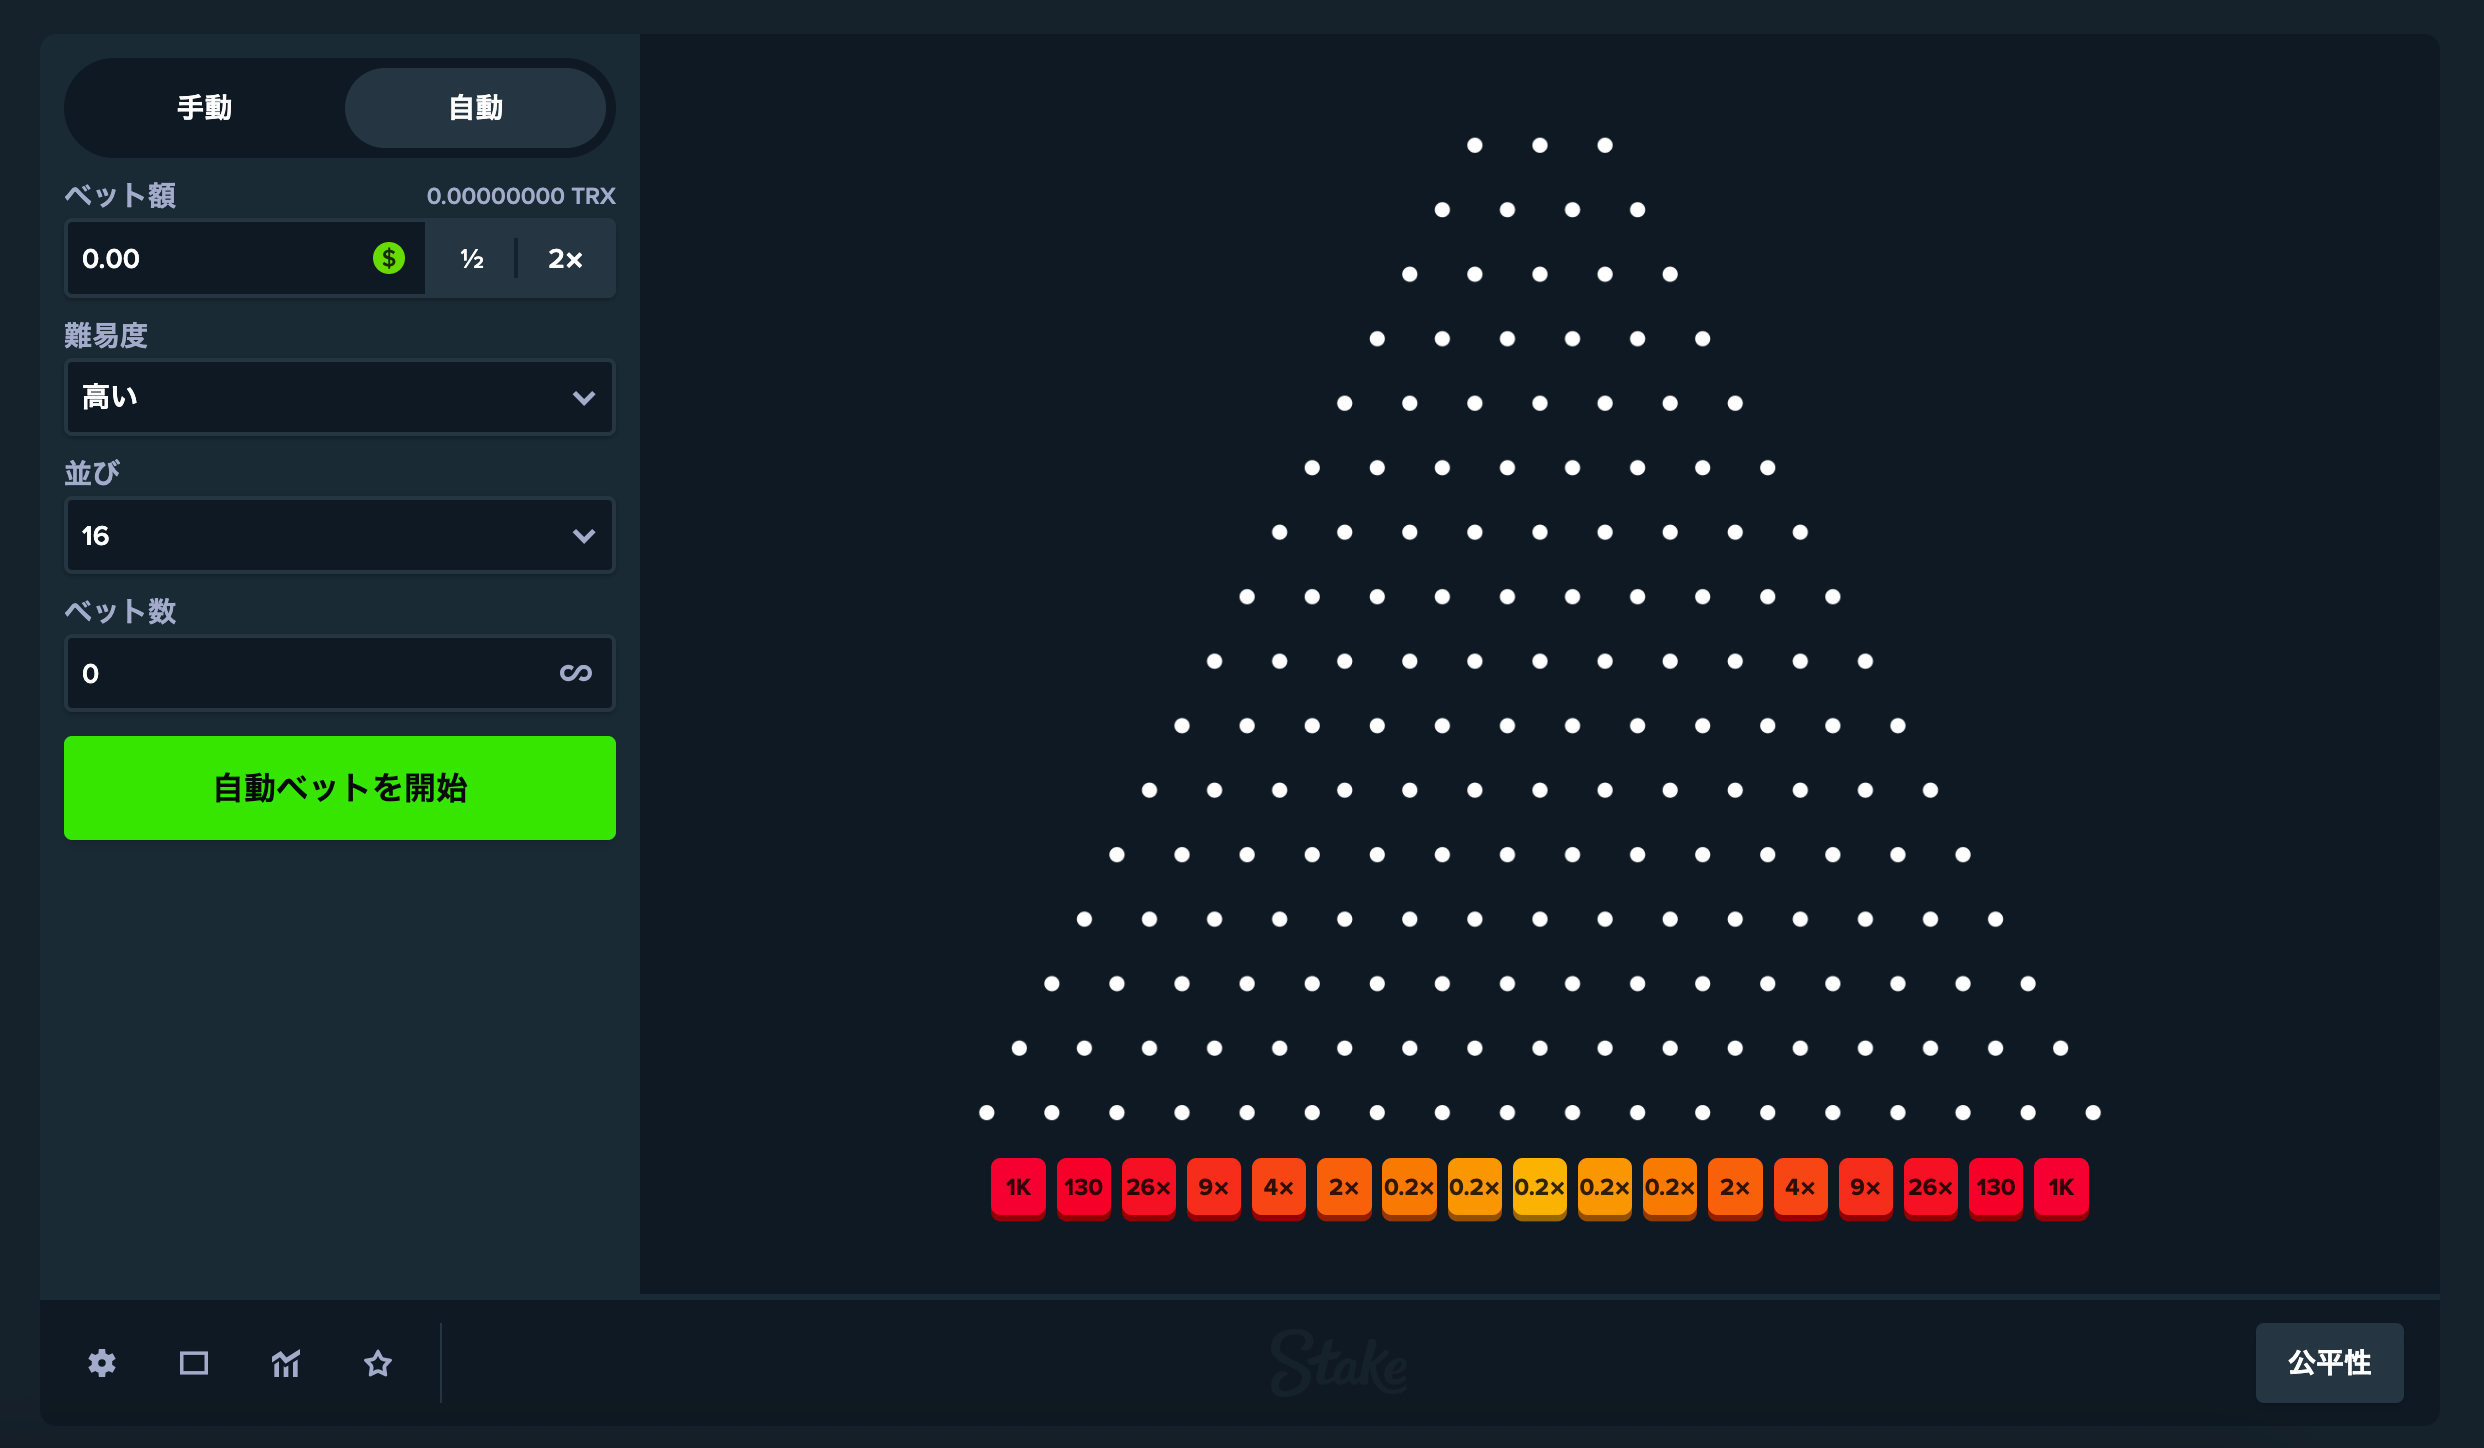 手動 自動
ベット額 0.00000000 TRX
0.00 $ ½ 2×
難易度
高い
並び
16
ベット数
0 ∞
自動ベットを開始
1K 130 26× 9× 4× 2× 0.2× 0.2× 0.2× 0.2× 0.2× 2× 4× 9× 26× 130 1K
Stake 公平性